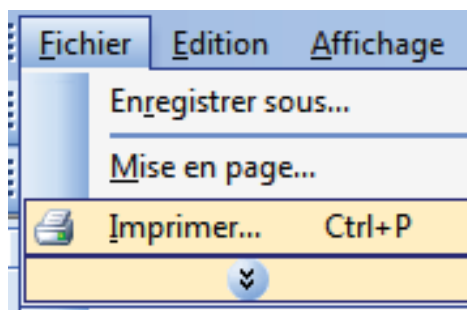 Fichier Edition Affichage
Enregistrer sous...
Mise en page...
Imprimer... Ctrl+P